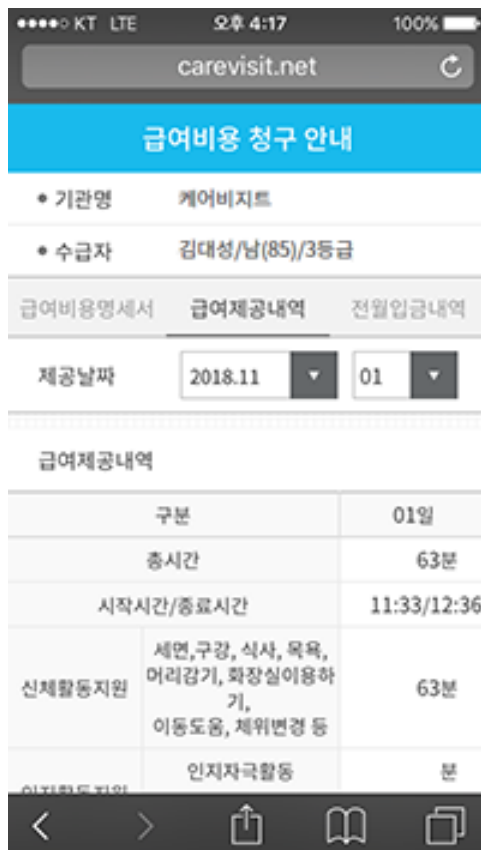 KT LTE 오후 4:17 100%
carevisit.net
급여비용 청구 안내
• 기관명 케어비지트
• 수급자 김대성/남(85)/3등급
급여비용명세서 급여제공내역 전월입금내역
제공날짜 2018.11 01
급여제공내역
구분 01일
총시간 63분
시작시간/종료시간 11:33/12:36
세면,구강, 식사, 목욕,
신체활동지원 머리감기, 화장실이용하 63분
기,
이동도움, 체위변경 등
인지자극활동 분
인지활동지원